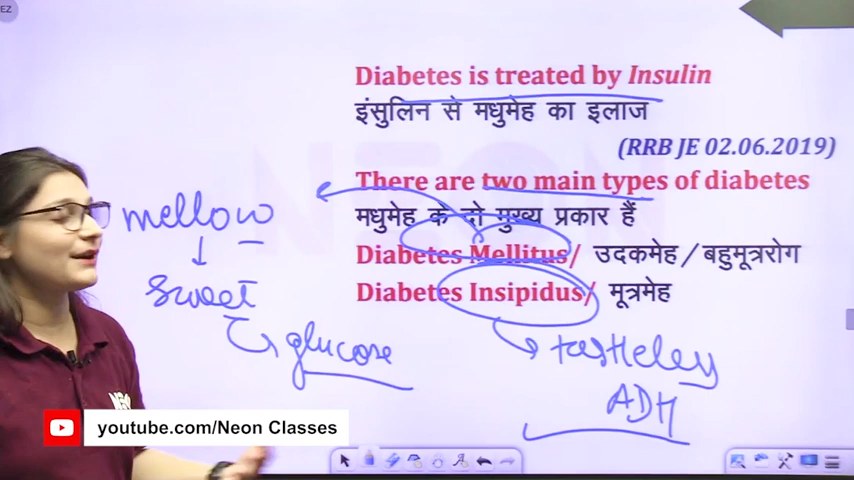 EZ
Diabetes is treated by Insulin
इंसुलिन से मधुमेह का इलाज
(RRB JE 02.06.2019)
There are two main types of diabetes
मधुमेह के दो मुख्य प्रकार हैं
Diabetes Mellitus/ उदकमेह/बहुमूत्ररोग
Diabetes Insipidus/ मूत्रमेह
mellow
sweet
glucose
tasteless
ADH
NEON
youtube.com/Neon Classes